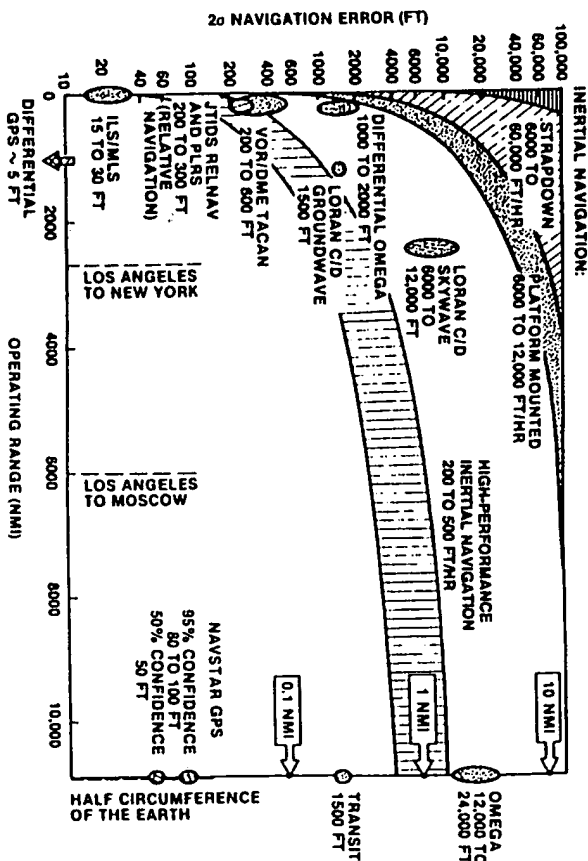 2σ NAVIGATION ERROR (FT)
100,000
60,000
40,000
20,000
10,000
6000
4000
2000
1000
600
400
200
60
40
20
10
INERTIAL NAVIGATION:
STRAPDOWN
6000 TO
60,000 FT/HR
PLATFORM MOUNTED
6000 TO 12,000 FT/HR
LORAN C/D
SKYWAVE
6000 TO
12,000 FT
DIFFERENTIAL OMEGA
1000 TO 2000 FT
LORAN C/D
GROUNDWAVE
1500 FT
VOR/DME TACAN
200 TO 800 FT
JTIDS RELNAV
AND PLRS
200 TO 300 FT
(RELATIVE
NAVIGATION)
ILS/MLS
15 TO 30 FT
DIFFERENTIAL
GPS ~ 5 FT
HIGH-PERFORMANCE
INERTIAL NAVIGATION
200 TO 500 FT/HR
10 NMI
1 NMI
0.1 NMI
OMEGA
12,000 TO
24,000 FT
TRANSIT
1500 FT
NAVSTAR GPS
95% CONFIDENCE
80 TO 100 FT
50% CONFIDENCE
50 FT
LOS ANGELES
TO NEW YORK
LOS ANGELES
TO MOSCOW
HALF CIRCUMFERENCE
OF THE EARTH
0
2000
4000
6000
8000
10,000
OPERATING RANGE (NMI)